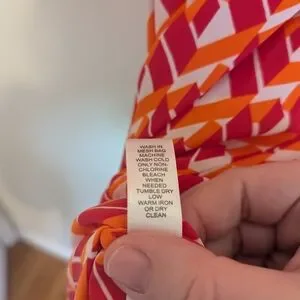 WASH IN
MESH BAG
MACHINE
WASH COLD
ONLY NON-
CHLORINE
BLEACH
WHEN
NEEDED
TUMBLE DRY
LOW
WARM IRON
OR DRY
CLEAN